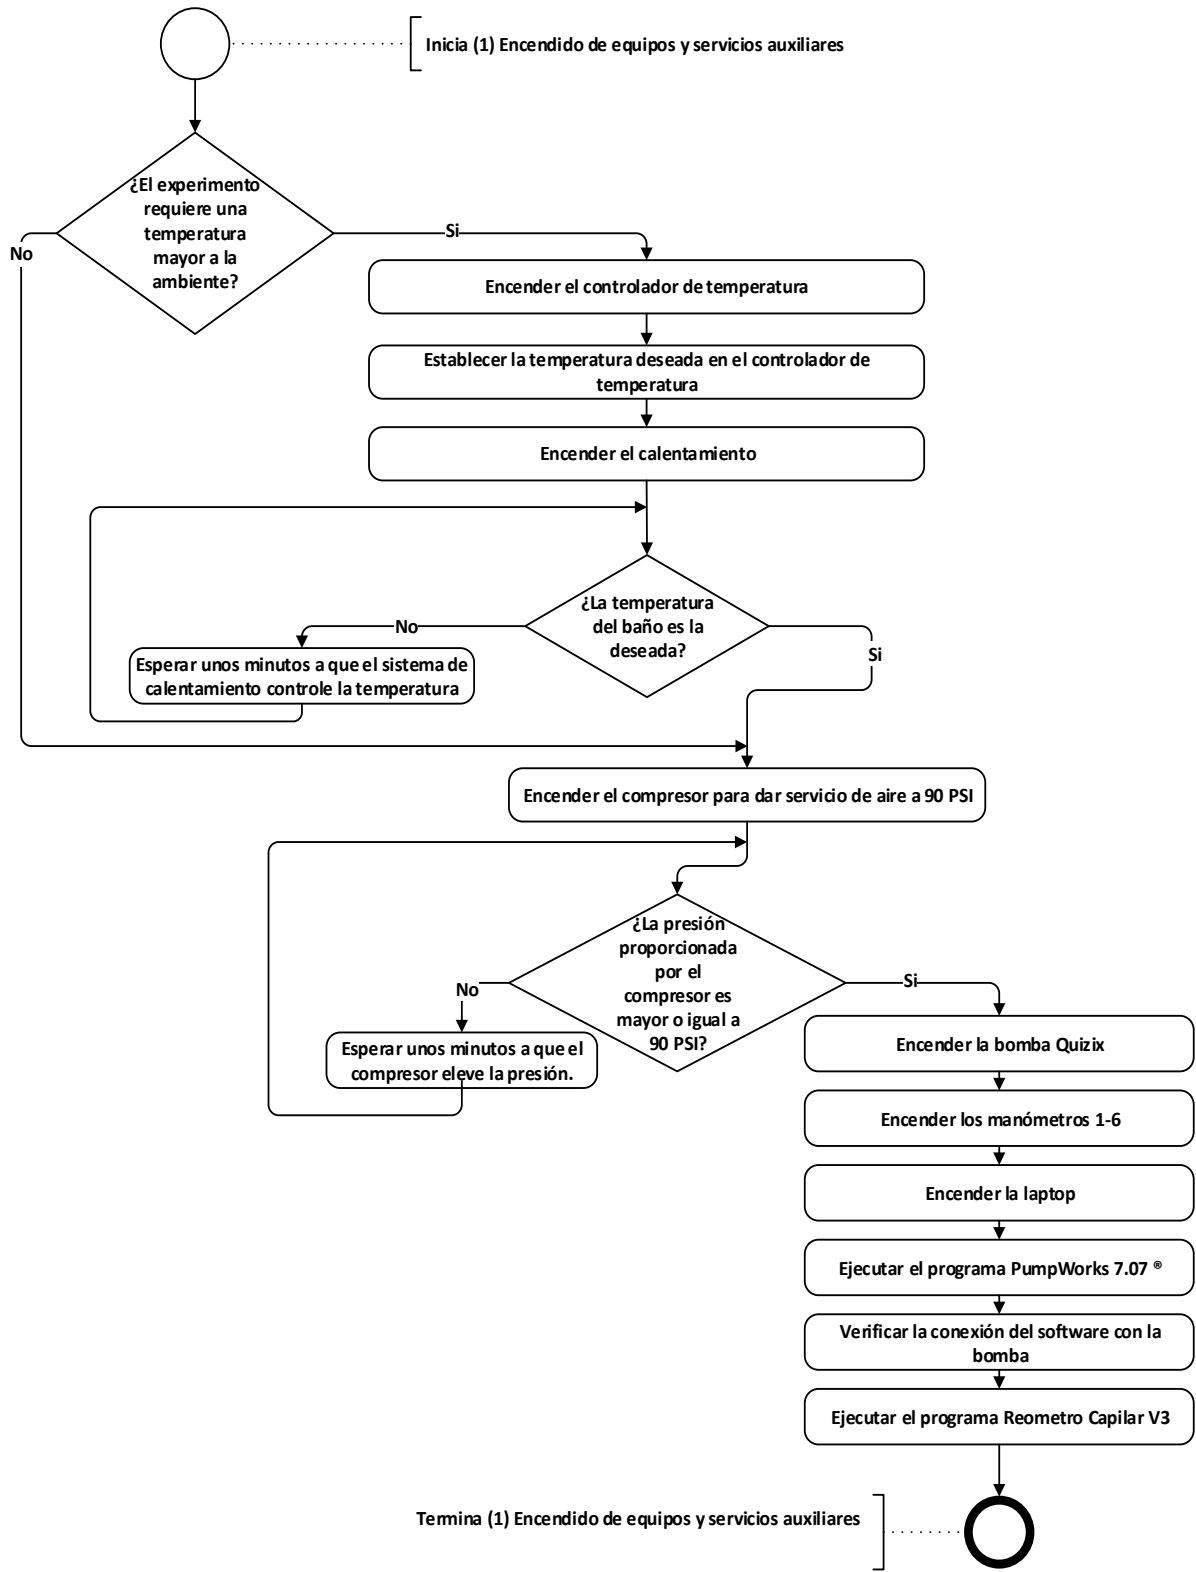 Inicia (1) Encendido de equipos y servicios auxiliares
¿El experimento
requiere una
temperatura
mayor a la
ambiente?
No
Si
Encender el controlador de temperatura
Establecer la temperatura deseada en el controlador de
temperatura
Encender el calentamiento
¿La temperatura
del baño es la
deseada?
No
Si
Esperar unos minutos a que el sistema de
calentamiento controle la temperatura
Encender el compresor para dar servicio de aire a 90 PSI
¿La presión
proporcionada
por el
compresor es
mayor o igual a
90 PSI?
No
Si
Esperar unos minutos a que el
compresor eleve la presión.
Encender la bomba Quizix
Encender los manómetros 1-6
Encender la laptop
Ejecutar el programa PumpWorks 7.07 ®
Verificar la conexión del software con la
bomba
Ejecutar el programa Reometro Capilar V3
Termina (1) Encendido de equipos y servicios auxiliares